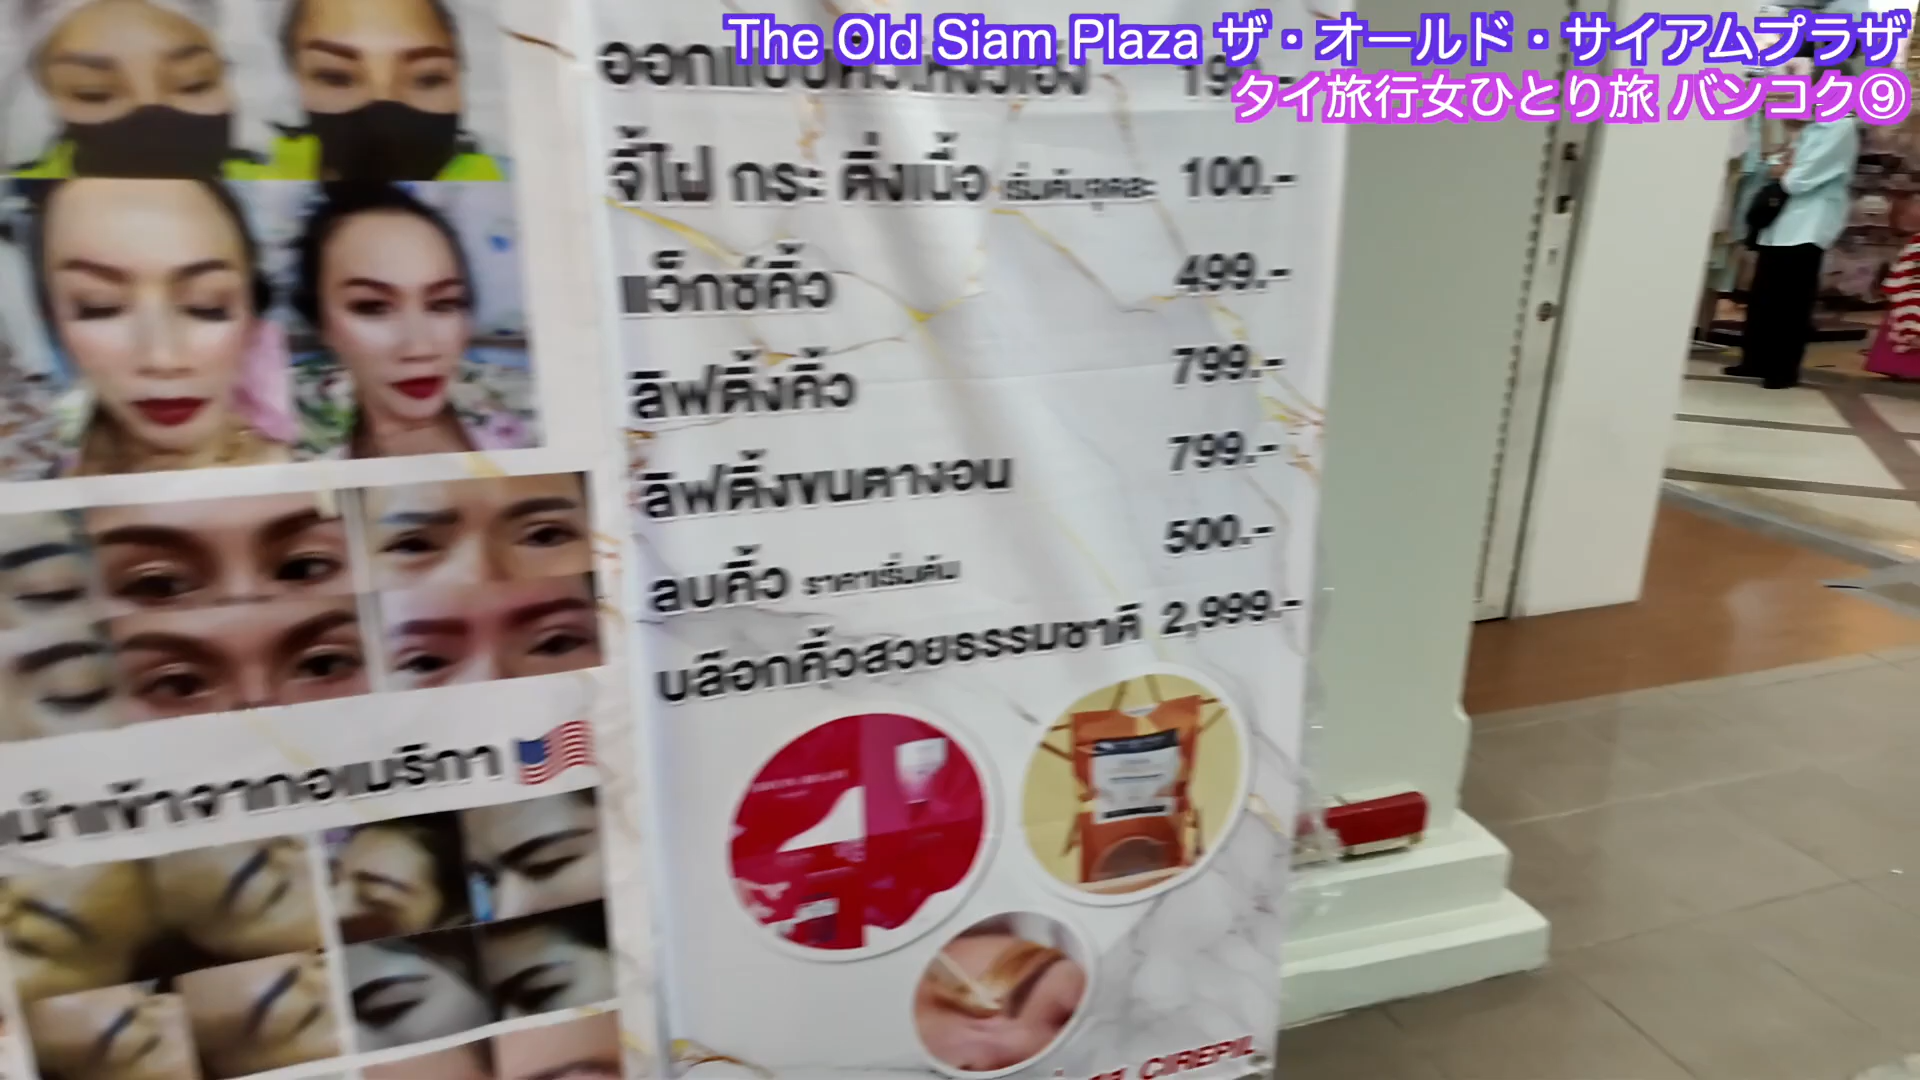 The Old Siam Plaza ザ・オールド・サイアムプラザ
タイ旅行女ひとり旅 バンコク⑨
จี้ไฝ กระ ติ่งเนื้อ เริ่มต้นจุดละ 100.-
แว็กซ์คิ้ว 499.-
ลิฟติ้งคิ้ว 799.-
ลิฟติ้งขนตางอน 799.-
ลบคิ้ว ราคาเริ่มต้น 500.-
บล๊อกคิ้วสวยธรรมชาติ 2,999.-
นำเข้าจากอเมริกา
CIREPIL